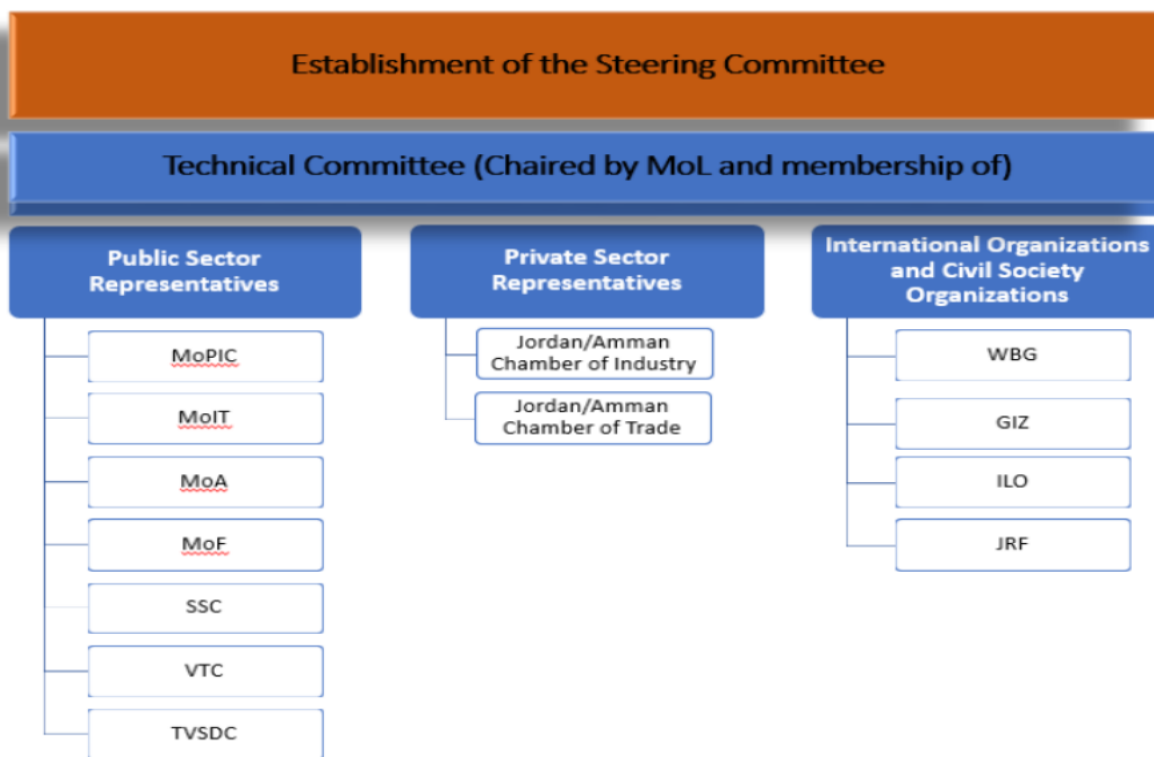 Establishment of the Steering Committee
Technical Committee (Chaired by MoL and membership of)
Public Sector
Representatives
MoPIC
MoIT
MoA
MoF
SSC
VTC
TVSDC
Private Sector
Representatives
Jordan/Amman
Chamber of Industry
Jordan/Amman
Chamber of Trade
International Organizations
and Civil Society
Organizations
WBG
GIZ
ILO
JRF